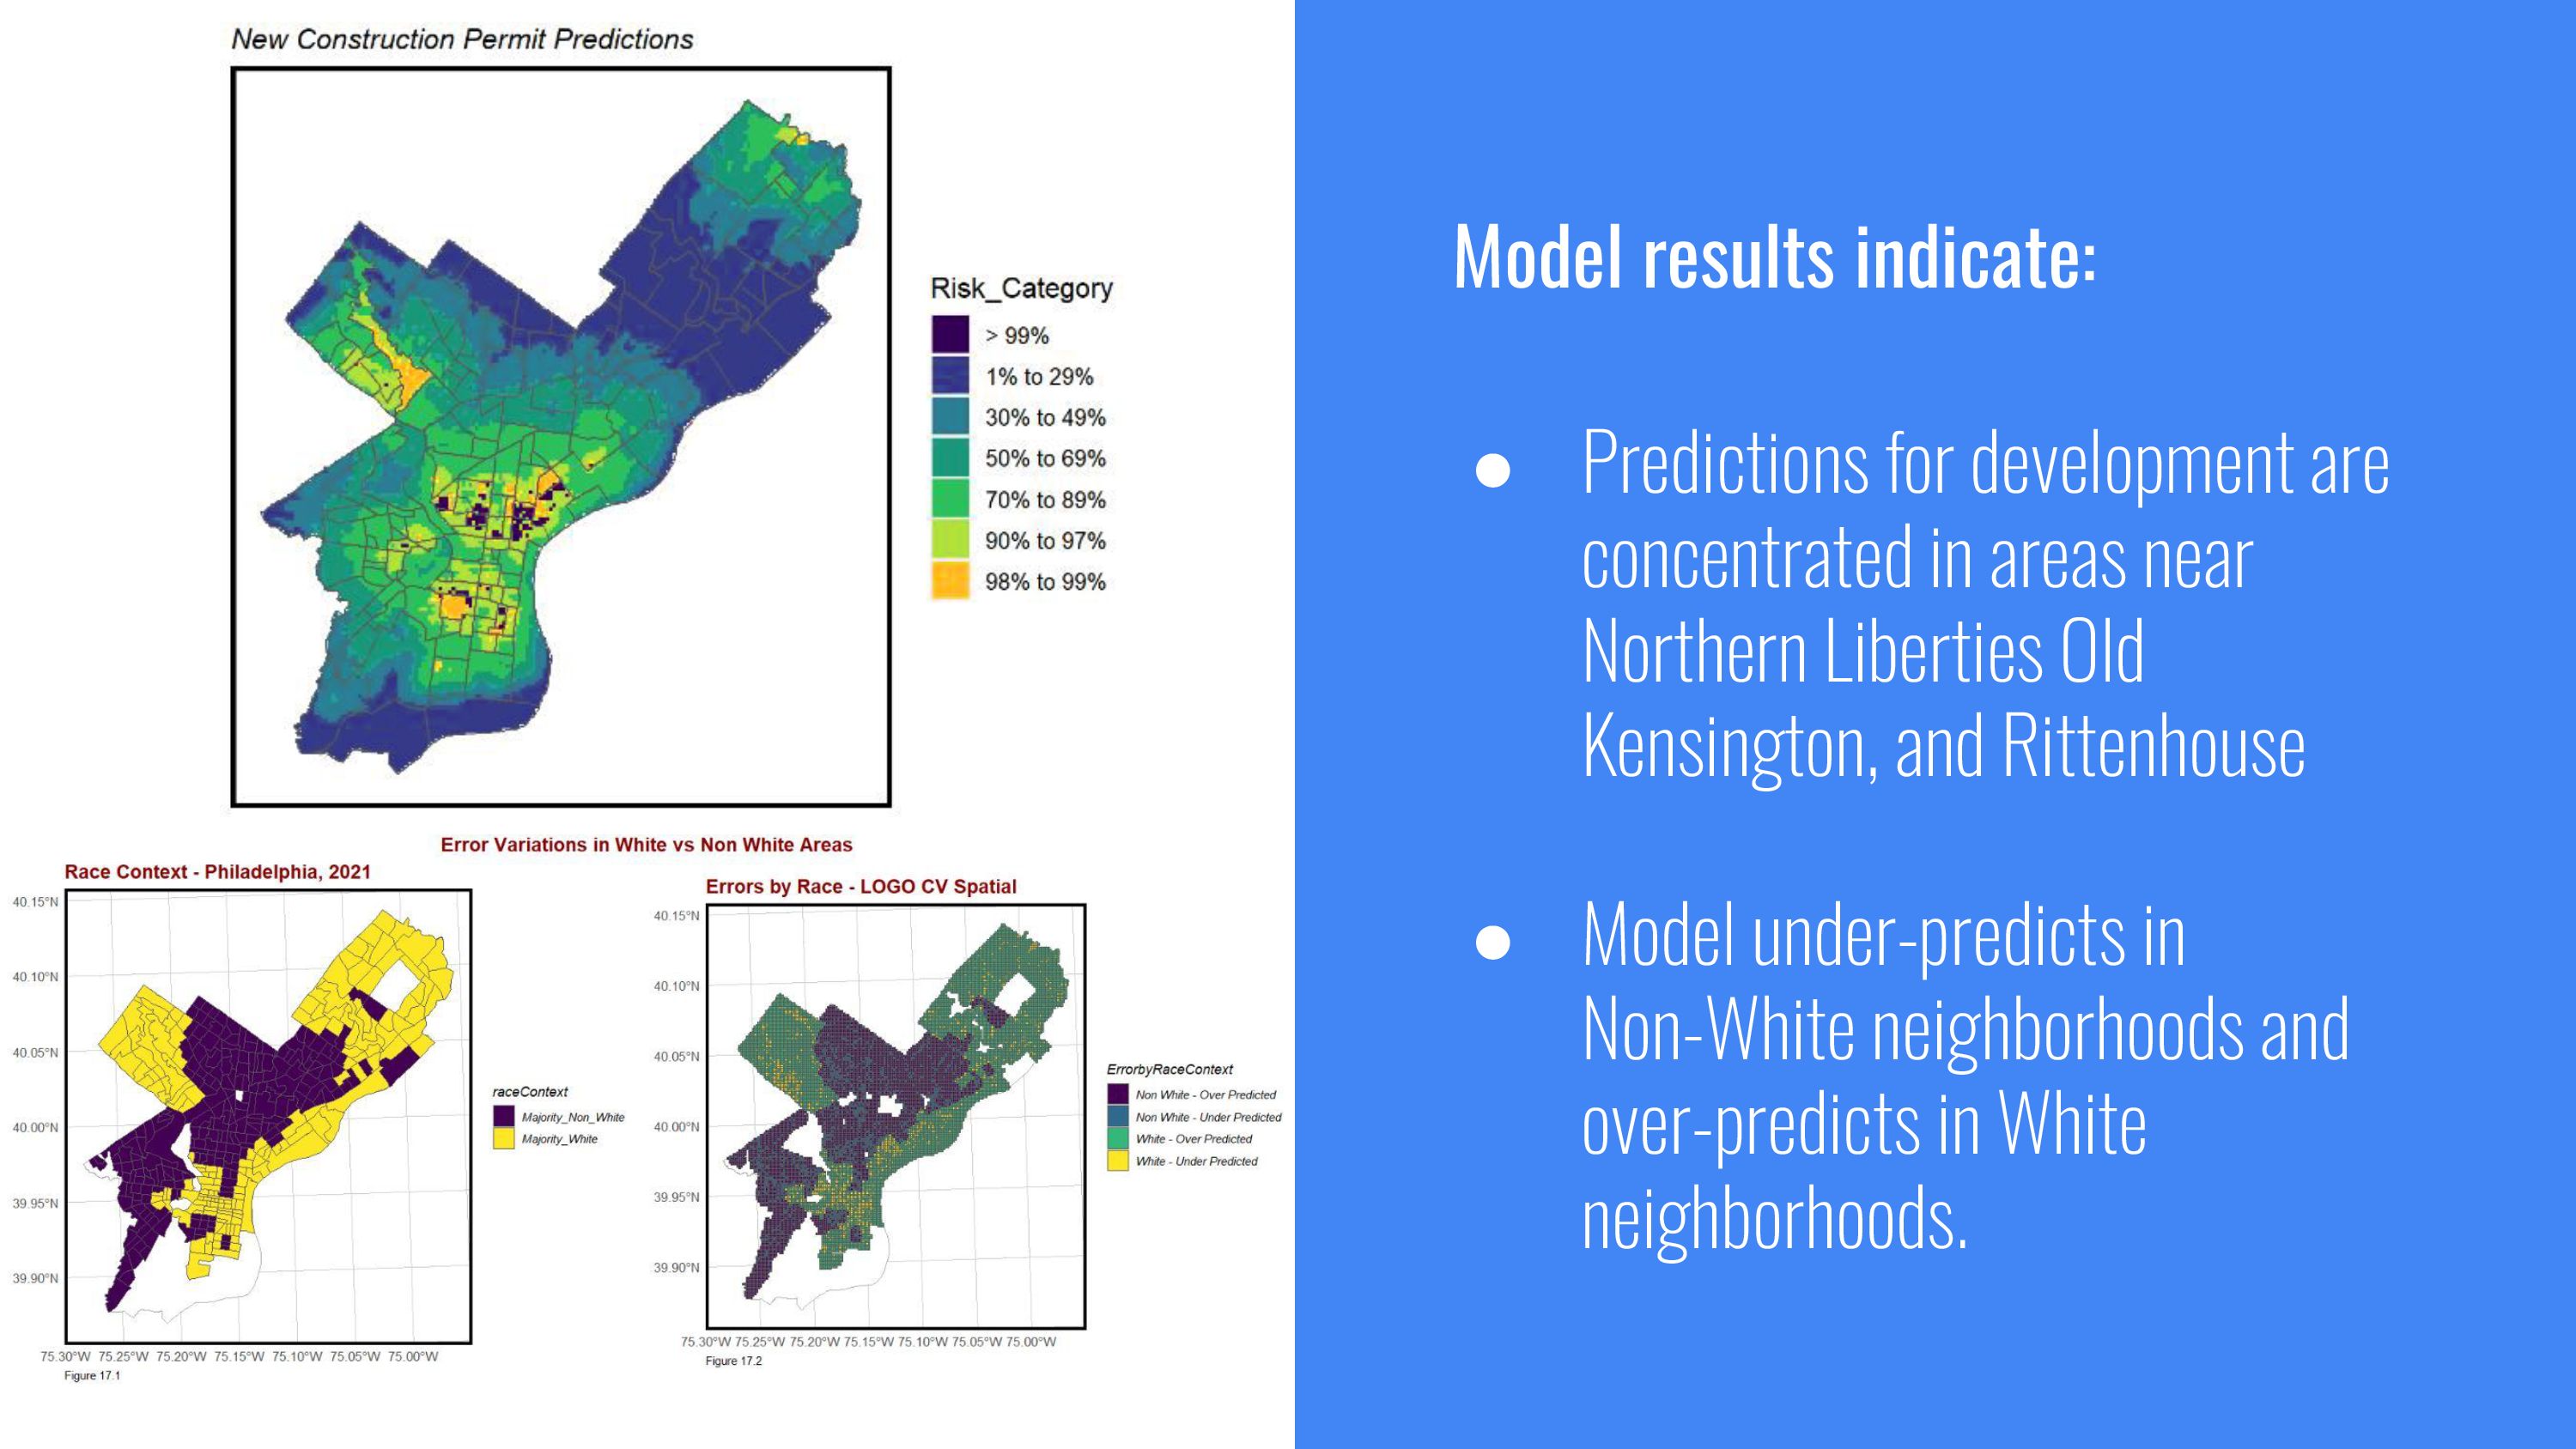 New Construction Permit Predictions
Risk_Category
> 99%
1% to 29%
30% to 49%
50% to 69%
70% to 89%
90% to 97%
98% to 99%
Error Variations in White vs Non White Areas
Race Context - Philadelphia, 2021
40.15°N
40.10°N
40.05°N
40.00°N
39.95°N
39.90°N
75.30°W 75.25°W 75.20°W 75.15°W 75.10°W 75.05°W 75.00°W
Figure 17.1
raceContext
Majority_Non_White
Majority_White
Errors by Race - LOGO CV Spatial
40.15°N
40.10°N
40.05°N
40.00°N
39.95°N
39.90°N
75.30°W 75.25°W 75.20°W 75.15°W 75.10°W 75.05°W 75.00°W
Figure 17.2
ErrorbyRaceContext
Non White - Over Predicted
Non White - Under Predicted
White - Over Predicted
White - Under Predicted
Model results indicate:
● Predictions for development are
concentrated in areas near
Northern Liberties Old
Kensington, and Rittenhouse
● Model under-predicts in
Non-White neighborhoods and
over-predicts in White
neighborhoods.